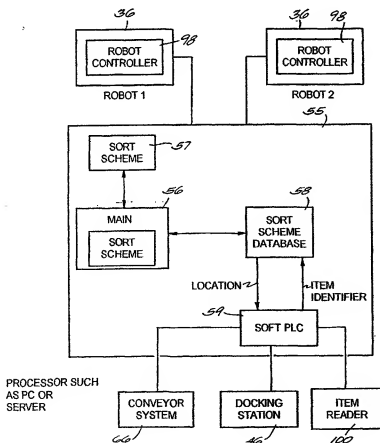 36
98
ROBOT
CONTROLLER
ROBOT 1
36
98
ROBOT
CONTROLLER
ROBOT 2
55
SORT
SCHEME
57
56
MAIN
SORT
SCHEME
58
SORT
SCHEME
DATABASE
LOCATION
ITEM
IDENTIFIER
59
SOFT PLC
PROCESSOR SUCH
AS PC OR
SERVER
CONVEYOR
SYSTEM
66
DOCKING
STATION
46
ITEM
READER
100